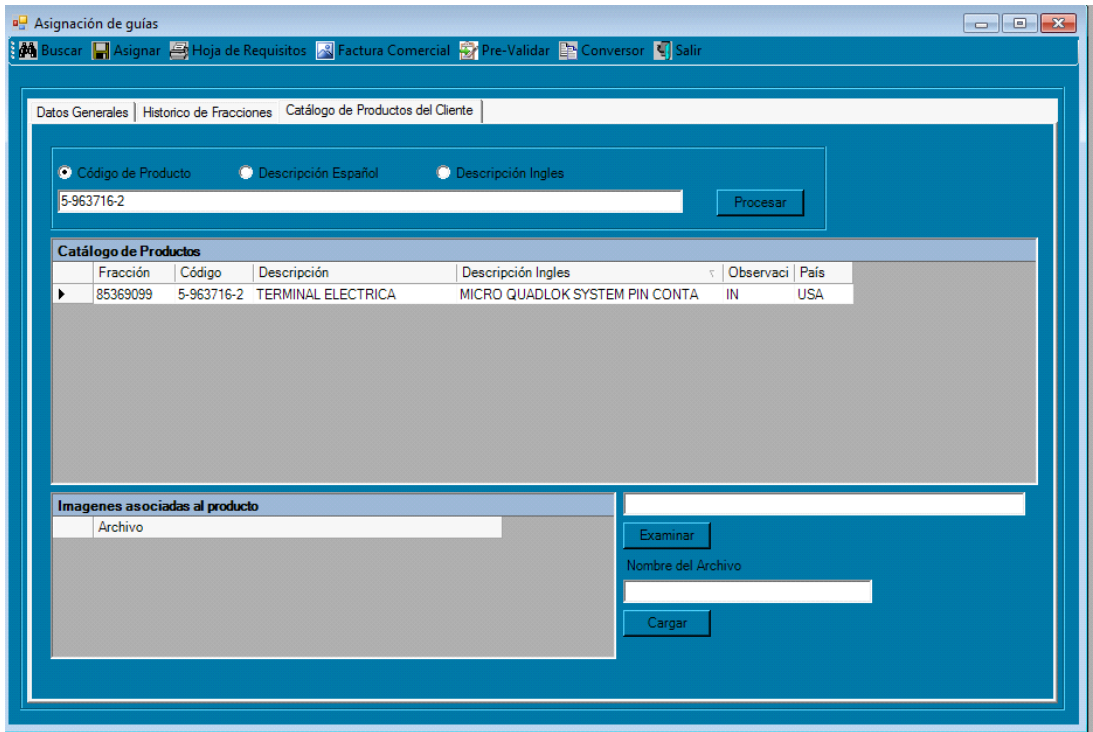 Asignación de guías
Buscar Asignar Hoja de Requisitos Factura Comercial Pre-Validar Conversor Salir
Datos Generales Historico de Fracciones Catálogo de Productos del Cliente
Código de Producto Descripción Español Descripción Ingles
5-963716-2 Procesar
Catálogo de Productos
Fracción Código Descripción Descripción Ingles Observaci País
85369099 5-963716-2 TERMINAL ELECTRICA MICRO QUADLOK SYSTEM PIN CONTA IN USA
Imagenes asociadas al producto
Archivo
Examinar
Nombre del Archivo
Cargar